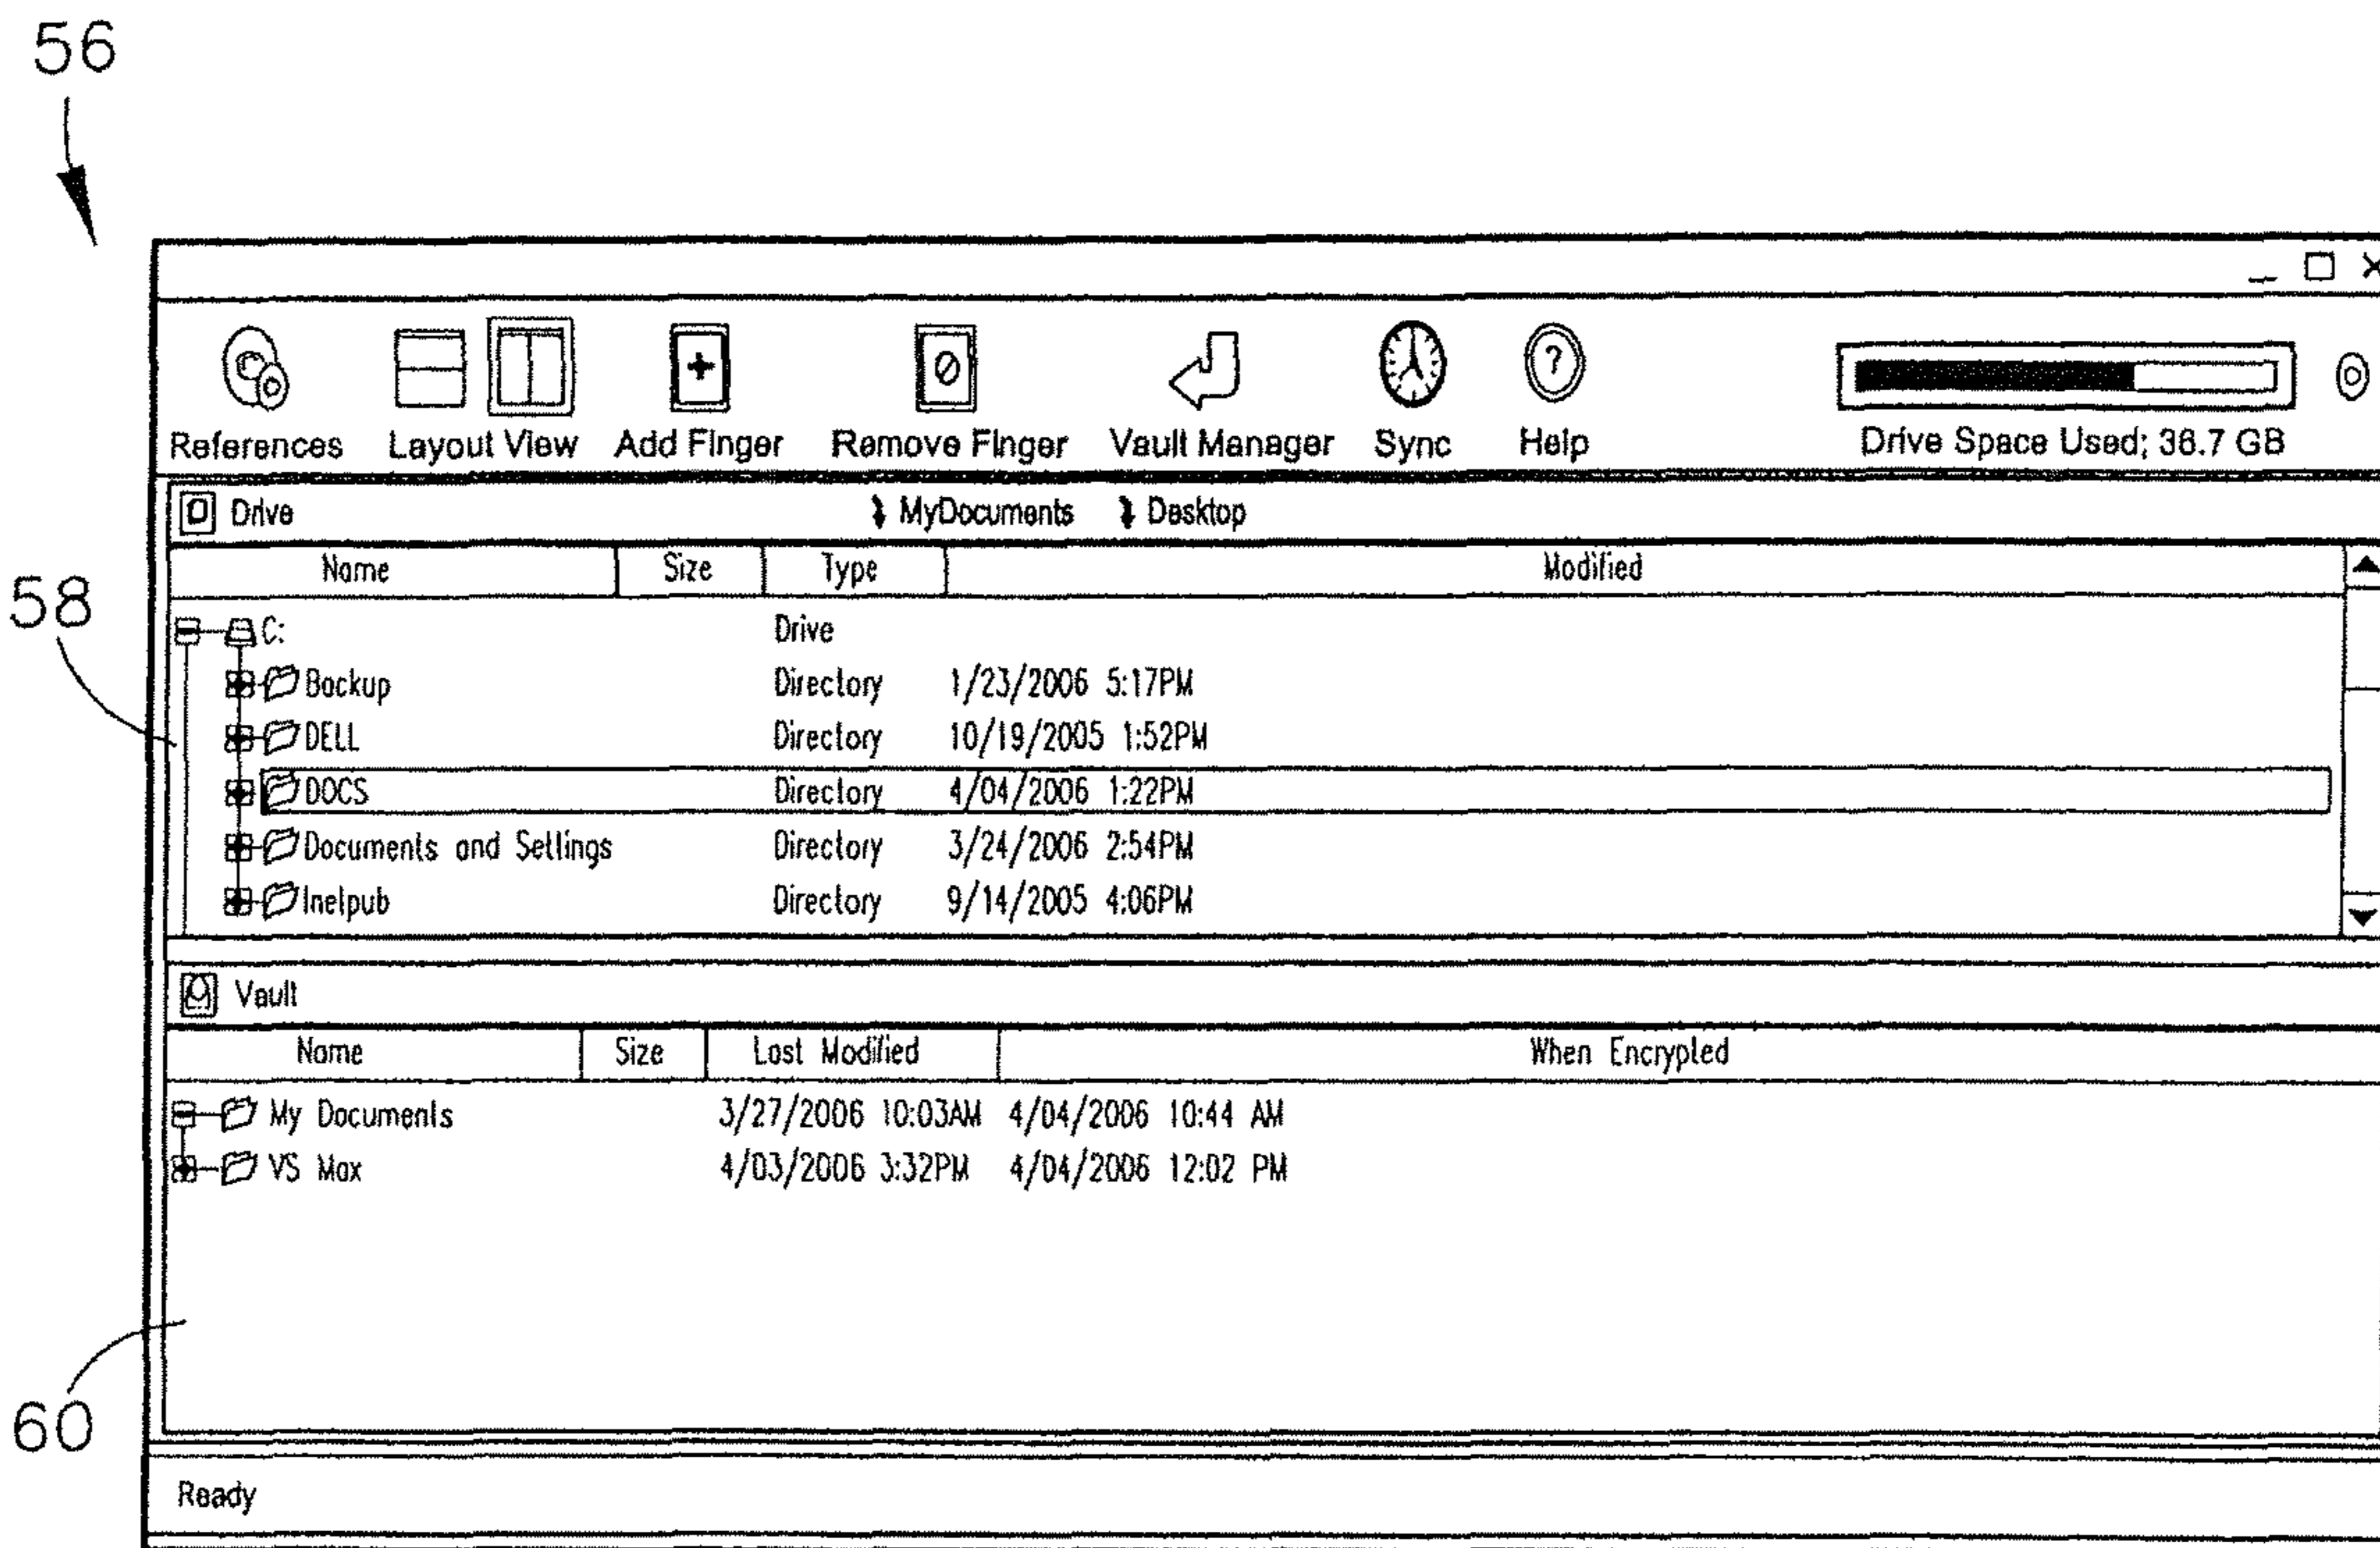 56
References Layout View Add Finger Remove Finger Vault Manager Sync Help Drive Space Used; 36.7 GB
Drive MyDocuments Desktop
Name Size Type Modified
58
C: Drive
Backup Directory 1/23/2006 5:17PM
DELL Directory 10/19/2005 1:52PM
DOCS Directory 4/04/2006 1:22PM
Documents and Settings Directory 3/24/2006 2:54PM
Inelpub Directory 9/14/2005 4:06PM
Vault
Name Size Last Modified When Encrypted
My Documents 3/27/2006 10:03AM 4/04/2006 10:44 AM
VS Max 4/03/2006 3:32PM 4/04/2006 12:02 PM
60
Ready